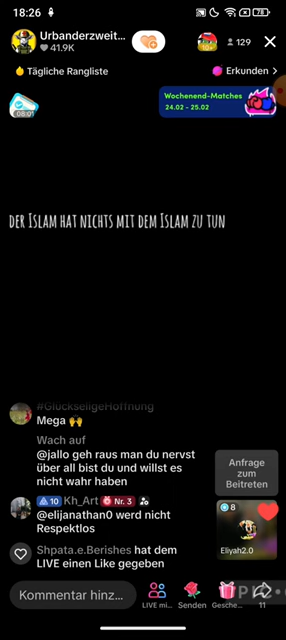 18:26
78
Urbanderzweit...
41.9K
129
Tägliche Rangliste
Erkunden >
08:01
Wochenend-Matches
24.02 - 25.02
der Islam hat nichts mit dem Islam zu tun
#GlückseligeHoffnung
Mega 🙌
Wach auf
@jallo geh raus man du nervst
über all bist du und willst es
nicht wahr haben
10 Kh_Art Nr. 3
@elijanathan0 werd nicht
Respektlos
Shpata.e.Berishes hat dem
LIVE einen Like gegeben
Anfrage
zum
Beitreten
8
Eliyah2.0
Kommentar hinz...
LIVE mi...
Senden
Gesche...
11